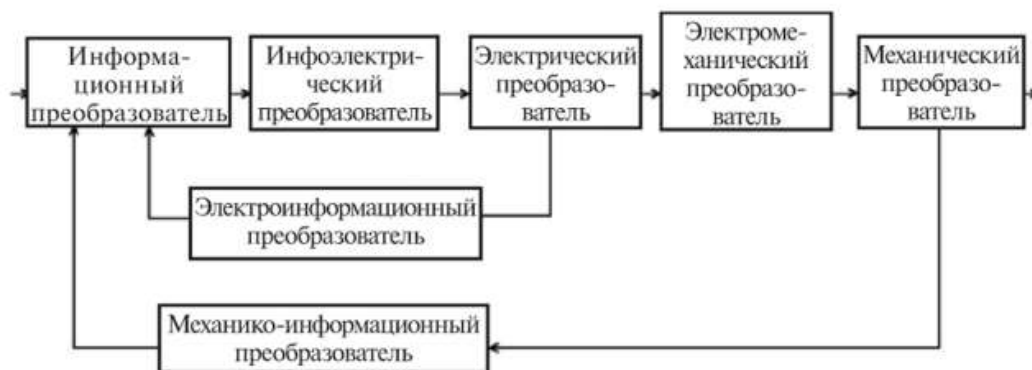 Информа-
ционный
преобразователь
Инфоэлектри-
ческий
преобразователь
Электрический
преобразо-
ватель
Электроме-
ханический
преобразо-
ватель
Механический
преобразо-
ватель
Электроинформационный
преобразователь
Механико-информационный
преобразователь